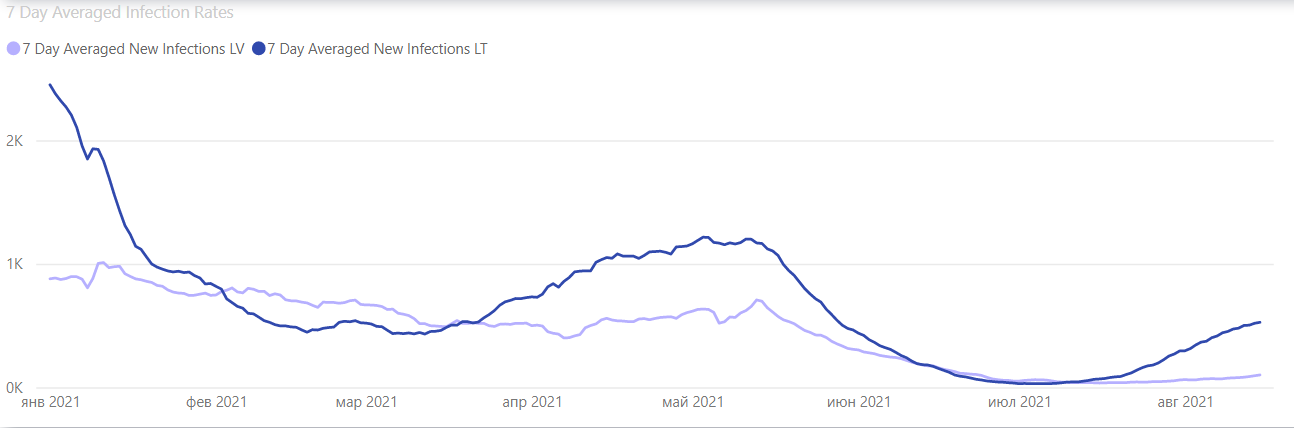 7 Day Averaged Infection Rates
7 Day Averaged New Infections LV 7 Day Averaged New Infections LT
2K
1K
0K
янв 2021 фев 2021 мар 2021 апр 2021 май 2021 июн 2021 июл 2021 авг 2021